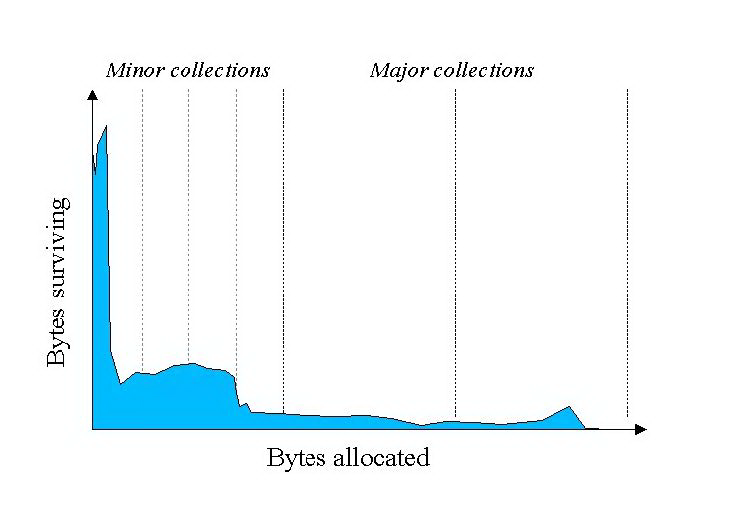 Minor collections
Major collections
Bytes surviving
Bytes allocated